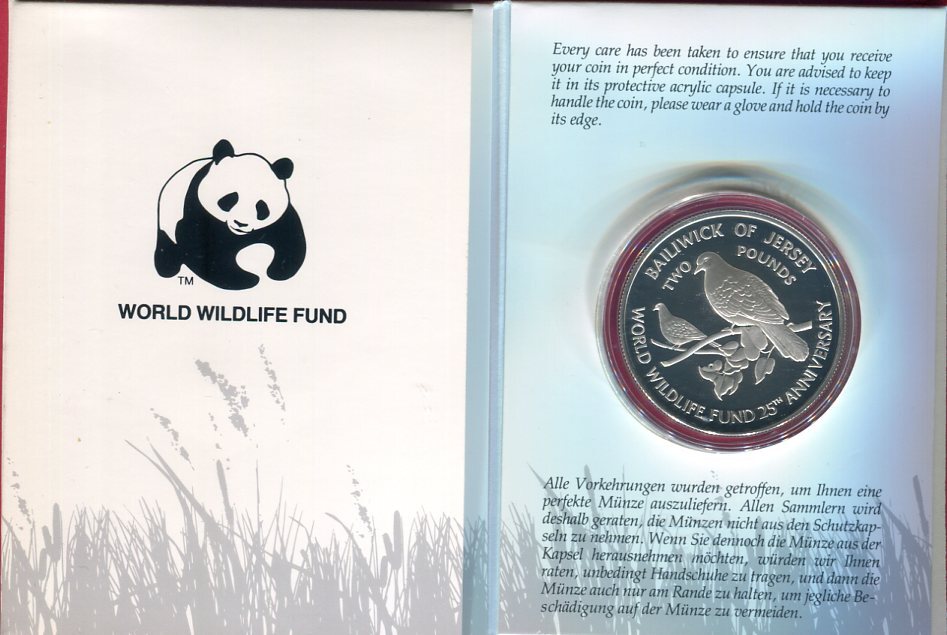 TM
WORLD WILDLIFE FUND
Every care has been taken to ensure that you receive
your coin in perfect condition. You are advised to keep
it in its protective acrylic capsule. If it is necessary to
handle the coin, please wear a glove and hold the coin by
its edge.
BAILIWICK OF JERSEY
TWO POUNDS
WORLD WILDLIFE FUND 25TH ANNIVERSARY
Alle Vorkehrungen wurden getroffen, um Ihnen eine
perfekte Münze auszuliefern. Allen Sammlern wird
deshalb geraten, die Münzen nicht aus den Schutzkap-
seln zu nehmen. Wenn Sie dennoch die Münze aus der
Kapsel herausnehmen möchten, würden wir Ihnen
raten, unbedingt Handschuhe zu tragen, und dann die
Münze auch nur am Rande zu halten, um jegliche Be-
schädigung auf der Münze zu vermeiden.